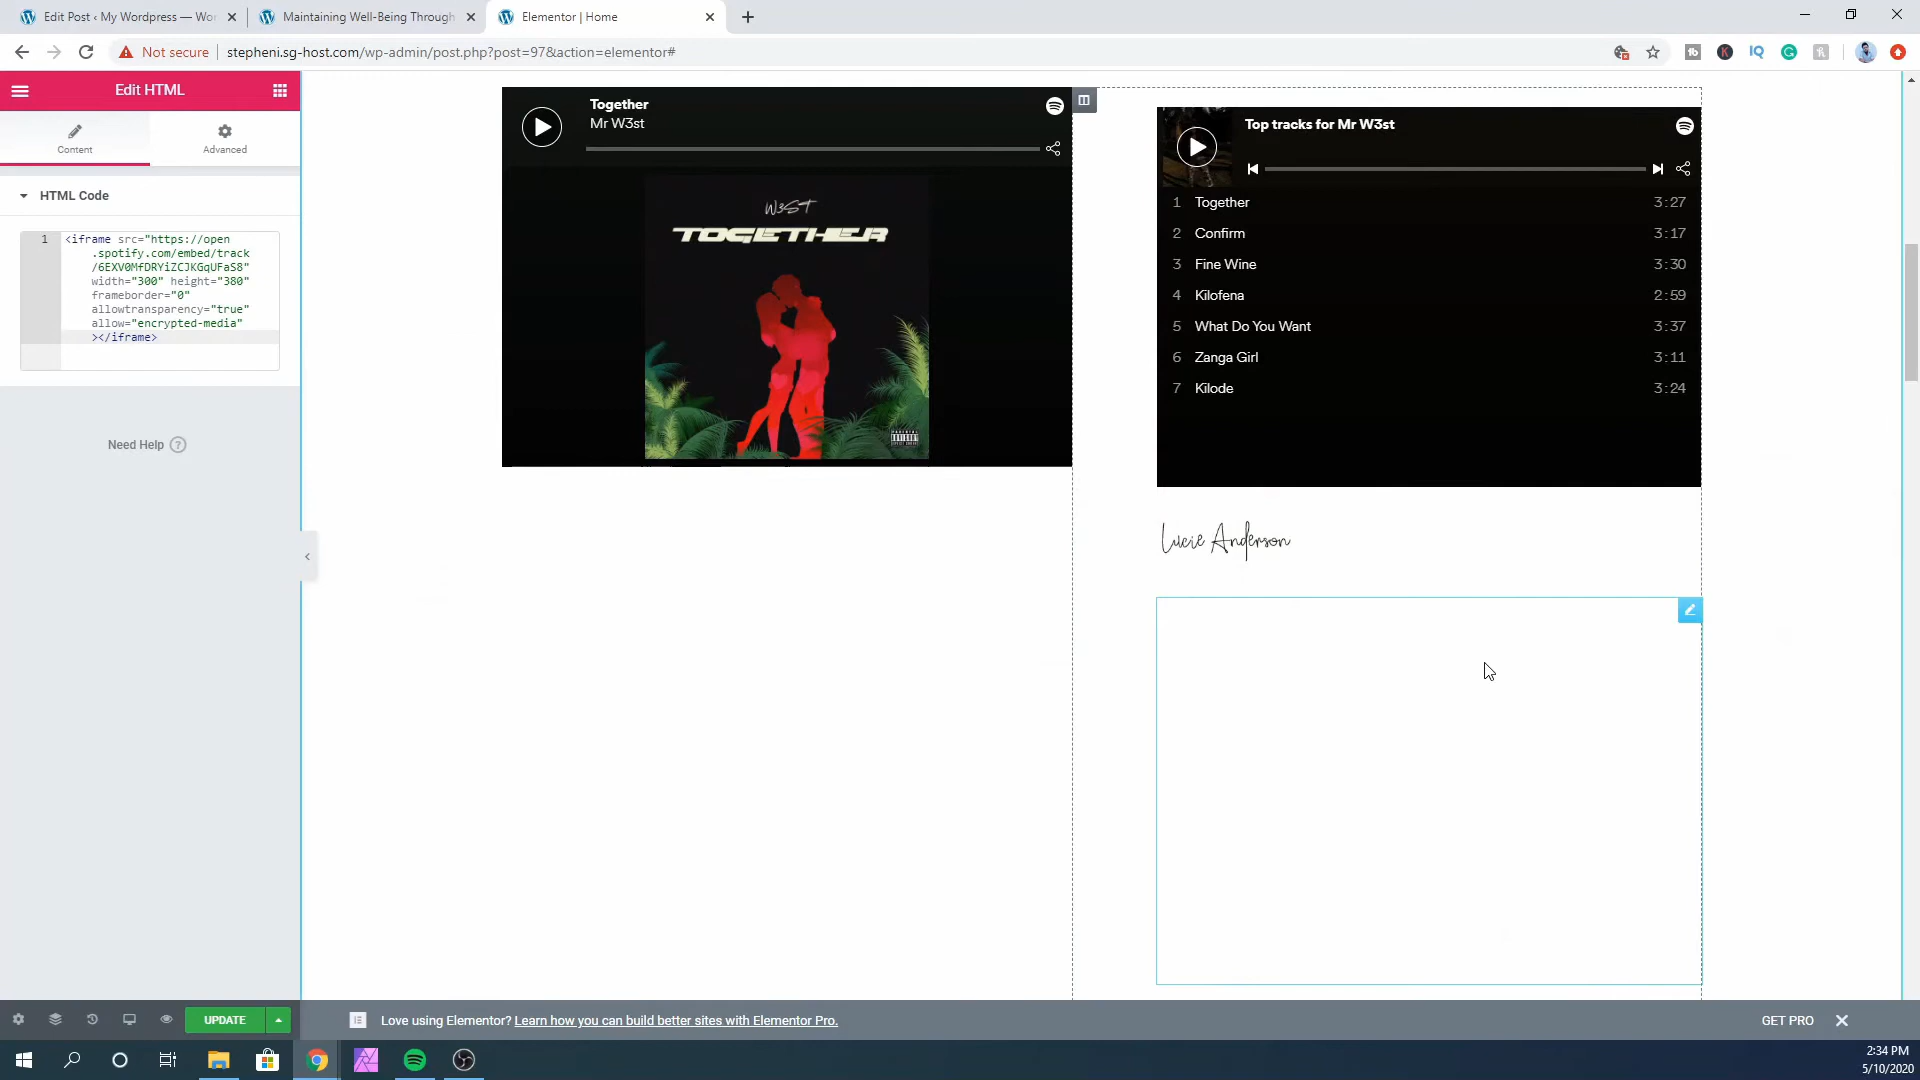 Edit Post ‹ My Wordpress — Wor
Maintaining Well-Being Through
Elementor | Home
Not secure
stepheni.sg-host.com/wp-admin/post.php?post=97&action=elementor#
Edit HTML
Content
Advanced
HTML Code
1
<iframe src="https://open
.spotify.com/embed/track
/6EXV0MfDRYiZCJKGqUFaS8"
width="300" height="380"
frameborder="0"
allowtransparency="true"
allow="encrypted-media"
></iframe>
Need Help ?
Together
Mr W3st
W3ST
TOGETHER
Top tracks for Mr W3st
1 Together 3:27
2 Confirm 3:17
3 Fine Wine 3:30
4 Kilofena 2:59
5 What Do You Want 3:37
6 Zanga Girl 3:11
7 Kilode 3:24
Lucie Anderson
UPDATE
Love using Elementor? Learn how you can build better sites with Elementor Pro.
GET PRO
2:34 PM
5/10/2020